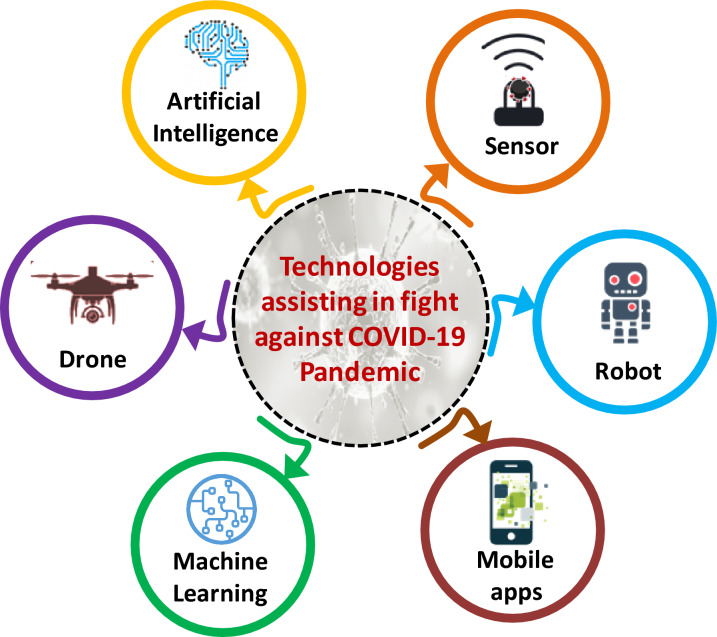 Artificial
Intelligence
Sensor
Technologies
assisting in fight
against COVID-19
Pandemic
Drone
Robot
Machine
Learning
Mobile
apps